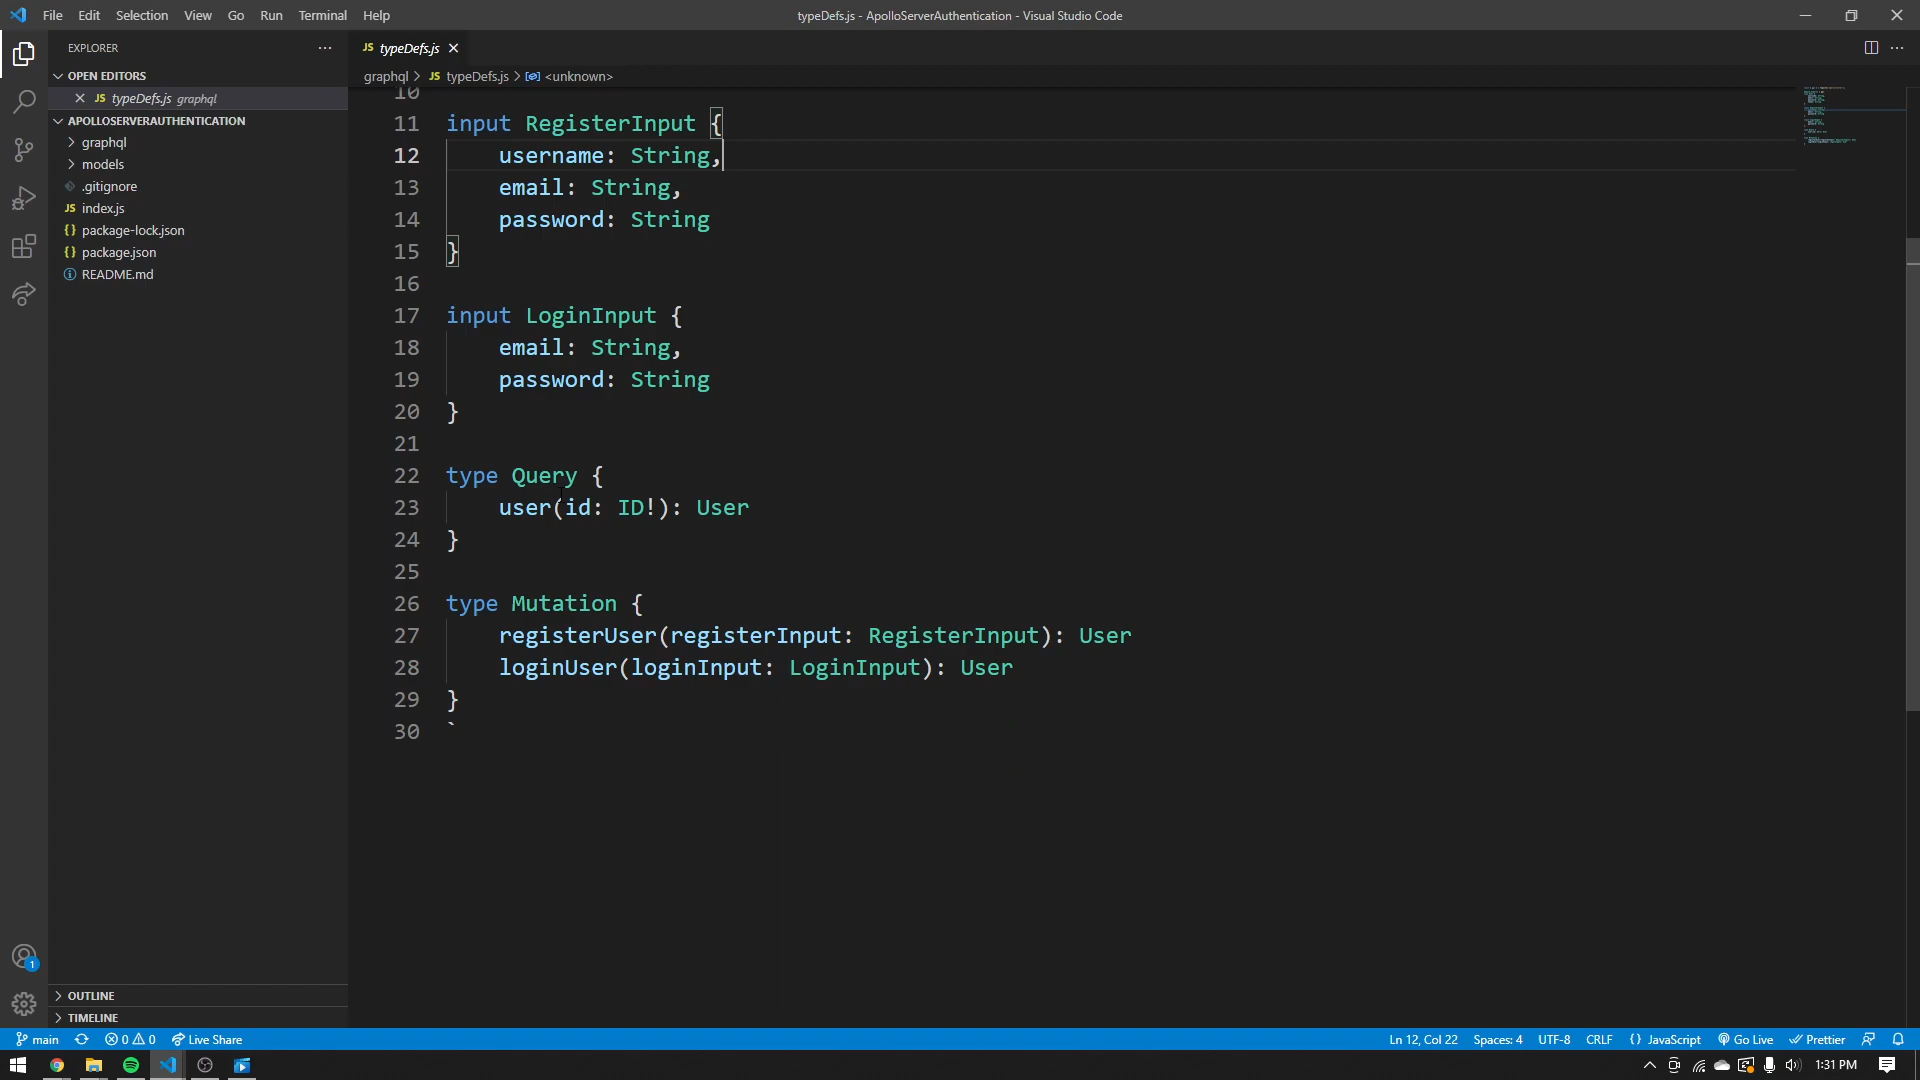 File Edit Selection View Go Run Terminal Help
typeDefs.js - ApolloServerAuthentication - Visual Studio Code
EXPLORER
OPEN EDITORS
typeDefs.js graphql
APOLLOSERVERAUTHENTICATION
graphql
models
.gitignore
JS index.js
{} package-lock.json
{} package.json
README.md
OUTLINE
TIMELINE
JS typeDefs.js
graphql > JS typeDefs.js > <unknown>
10
11 input RegisterInput {
12 username: String,
13 email: String,
14 password: String
15 }
16
17 input LoginInput {
18 email: String,
19 password: String
20 }
21
22 type Query {
23 user(id: ID!): User
24 }
25
26 type Mutation {
27 registerUser(registerInput: RegisterInput): User
28 loginUser(loginInput: LoginInput): User
29 }
30 `
1
main 0 0 Live Share
Ln 12, Col 22 Spaces: 4 UTF-8 CRLF {} JavaScript Go Live Prettier
1:31 PM